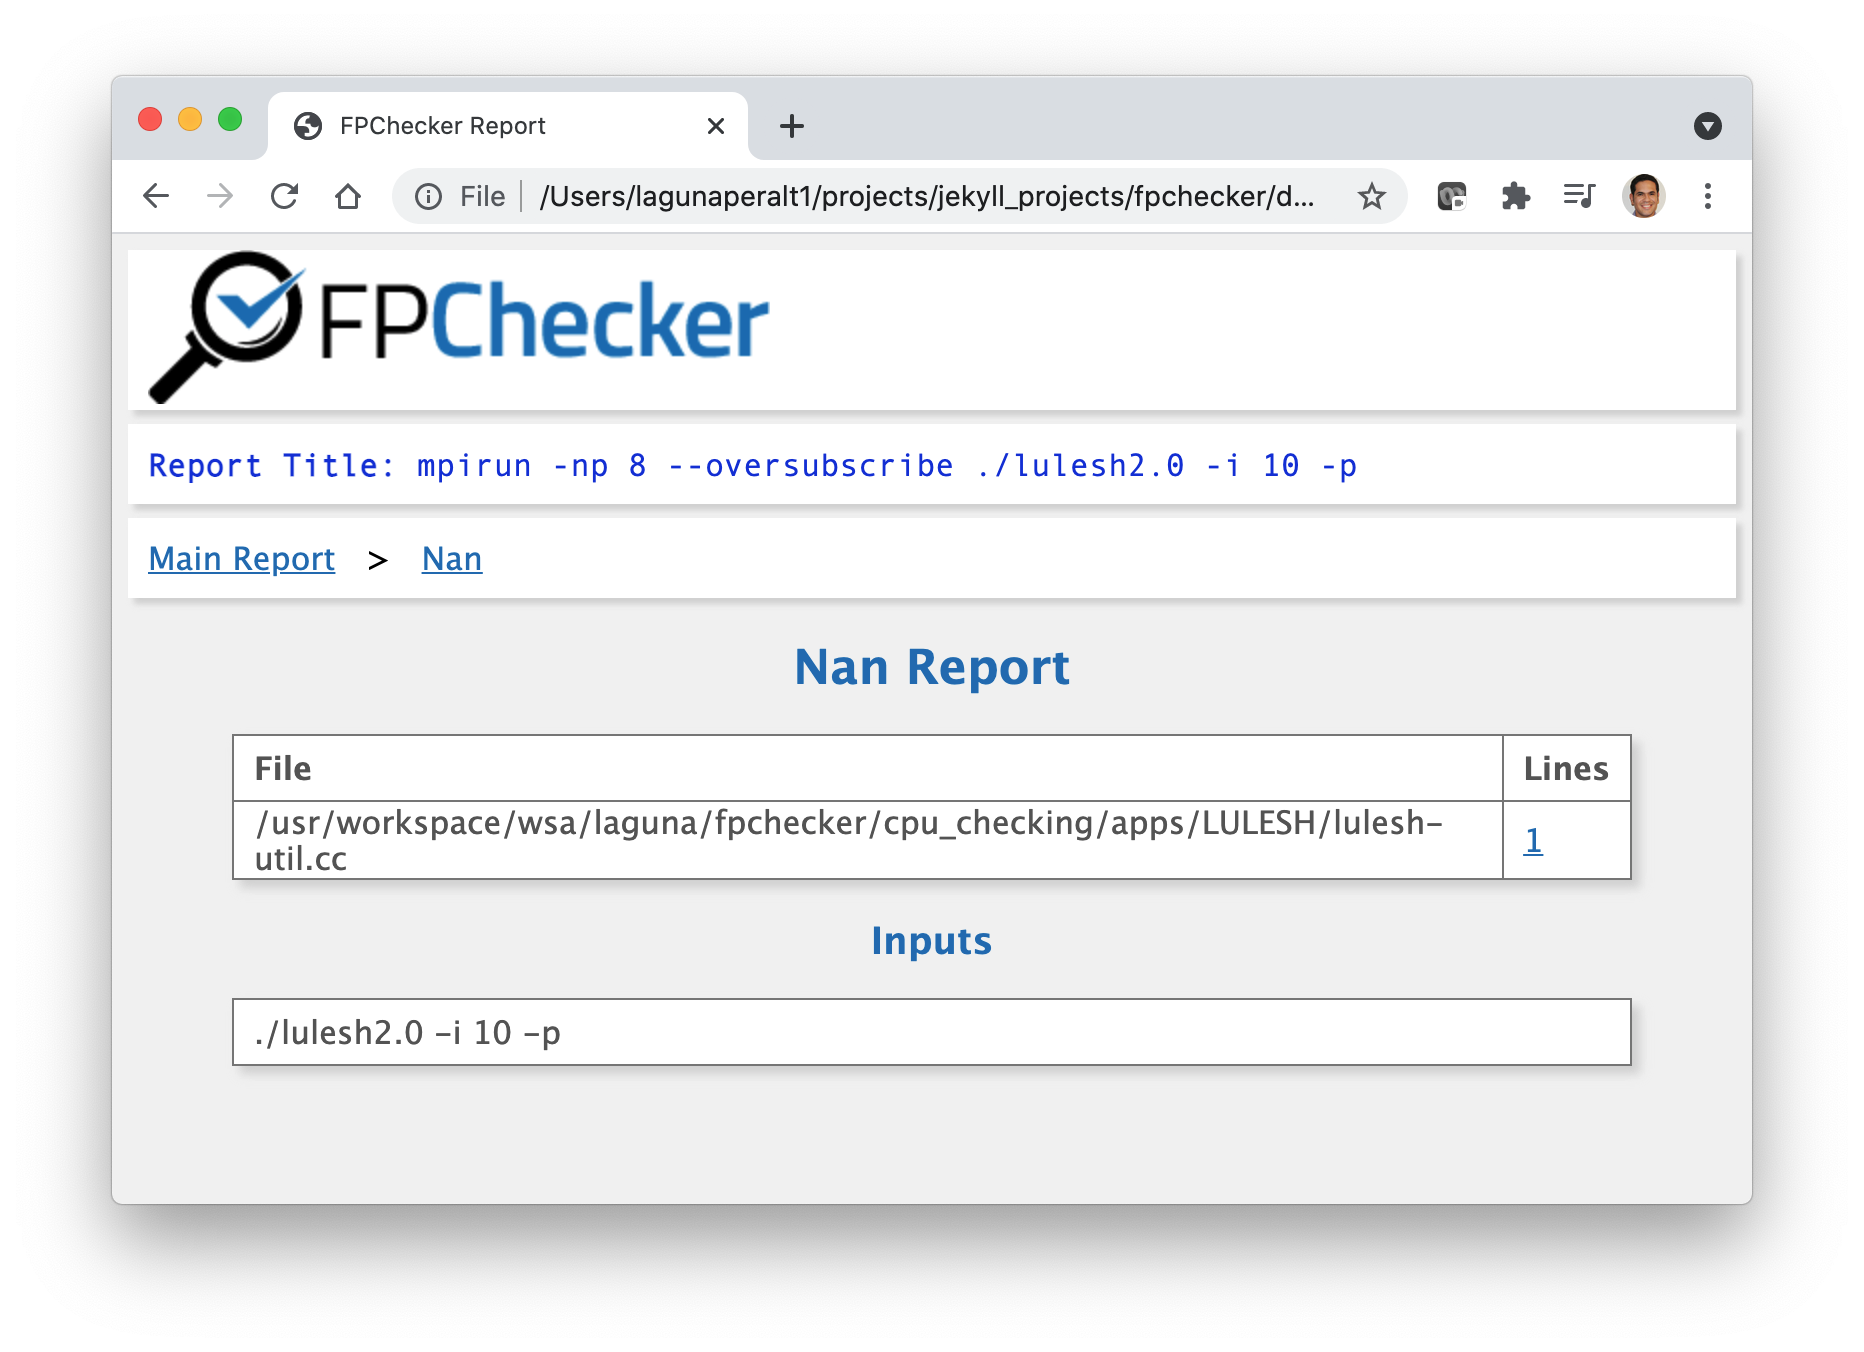 FPChecker Report
File
/Users/lagunaperalt1/projects/jekyll_projects/fpchecker/d...
FPChecker
Report Title: mpirun -np 8 --oversubscribe ./lulesh2.0 -i 10 -p
Main Report > Nan
Nan Report
File Lines
/usr/workspace/wsa/laguna/fpchecker/cpu_checking/apps/LULESH/lulesh-
util.cc
1
Inputs
./lulesh2.0 -i 10 -p